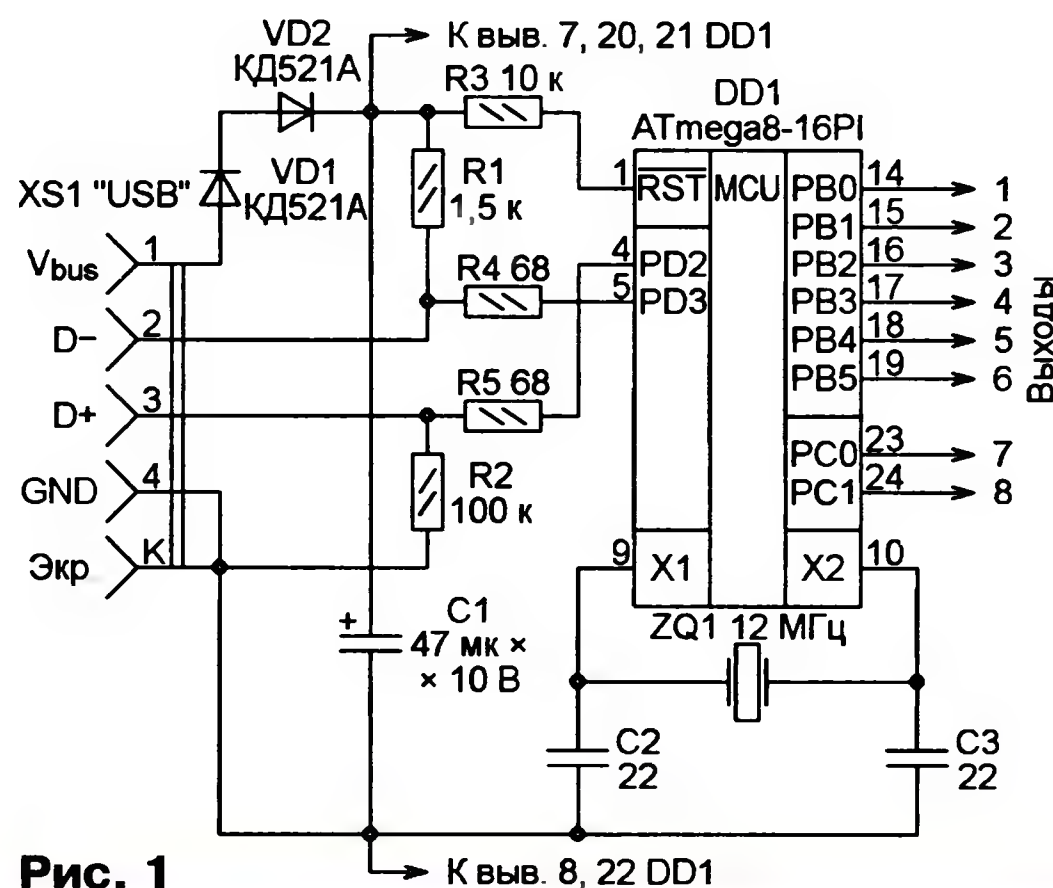 VD2
КД521А
К выв. 7, 20, 21 DD1
R3 10 к
DD1
ATmega8-16PI
XS1 "USB"
VD1
КД521А
R1
1,5 к
1
RST
MCU
PB0
14
1
PB1
15
2
Vbus
1
R4 68
4
PD2
PB2
16
3
5
PD3
PB3
17
4
D−
2
PB4
18
5
R5 68
PB5
19
6
Выходы
D+
3
R2
100 к
PC0
23
7
GND
4
PC1
24
8
Экр
K
9
X1
X2
10
C1
47 мк ×
× 10 В
ZQ1 12 МГц
C2
22
C3
22
Рис. 1
К выв. 8, 22 DD1